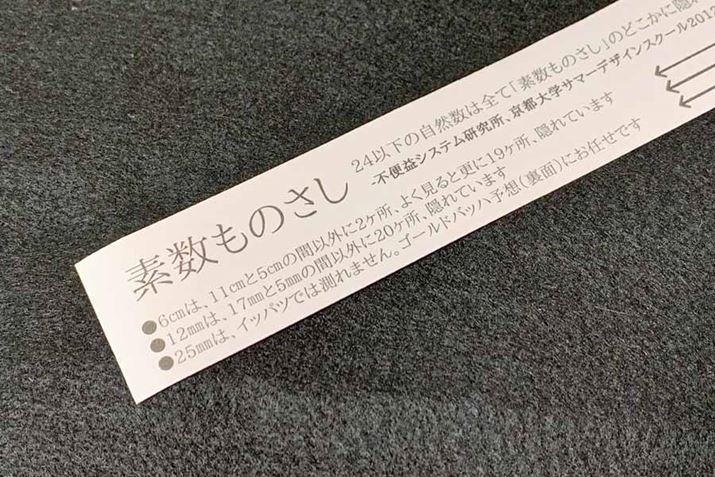 素数ものさし
24以下の自然数は全て「素数ものさし」のどこかに隠れ
-不便益システム研究所、京都大学サマーデザインスクール2012
●6cmは、11cmと5cmの間以外に2ヶ所、よく見ると更に19ヶ所、隠れています
●12mmは、17mmと5mmの間以外に20ヶ所、隠れています
●25mmは、イッパツでは測れません。ゴールドバッハ予想(裏面)にお任せです